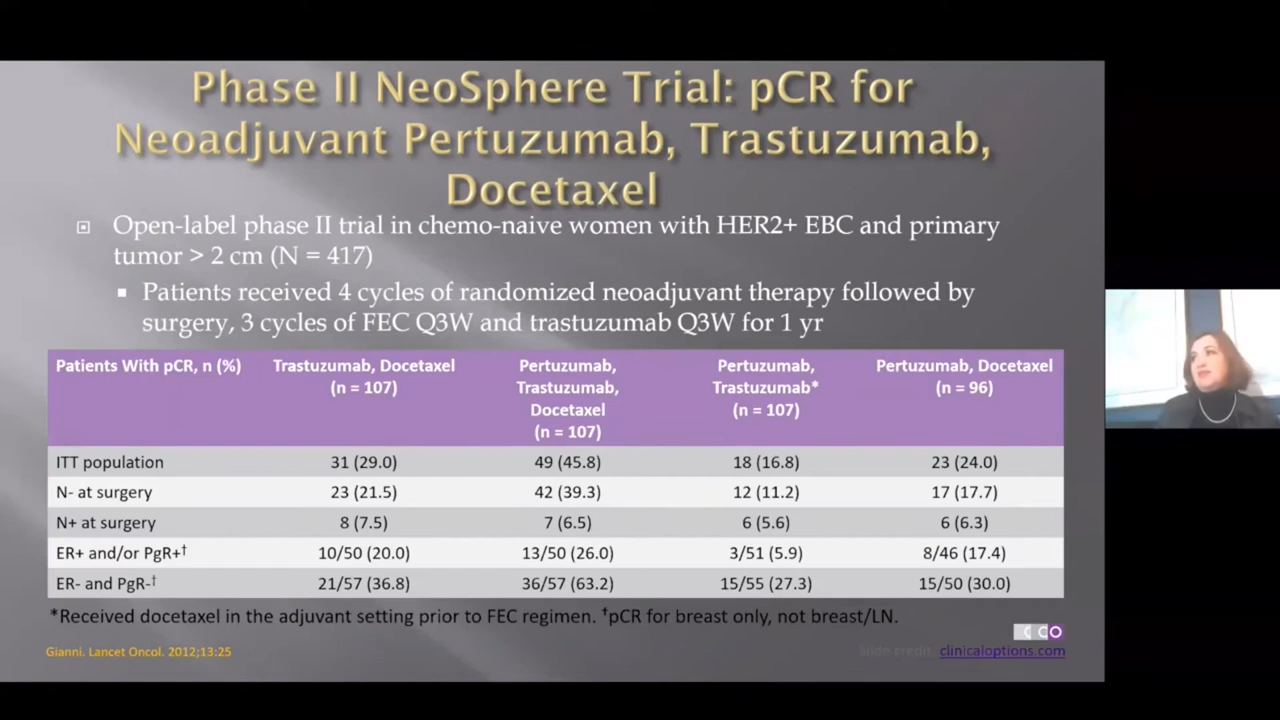 Phase II NeoSphere Trial: pCR for
Neoadjuvant Pertuzumab, Trastuzumab,
Docetaxel
Open-label phase II trial in chemo-naive women with HER2+ EBC and primary
tumor > 2 cm (N = 417)
Patients received 4 cycles of randomized neoadjuvant therapy followed by
surgery, 3 cycles of FEC Q3W and trastuzumab Q3W for 1 yr
Patients With pCR, n (%) Trastuzumab, Docetaxel (n = 107) Pertuzumab, Trastuzumab, Docetaxel (n = 107) Pertuzumab, Trastuzumab* (n = 107) Pertuzumab, Docetaxel (n = 96)
ITT population 31 (29.0) 49 (45.8) 18 (16.8) 23 (24.0)
N- at surgery 23 (21.5) 42 (39.3) 12 (11.2) 17 (17.7)
N+ at surgery 8 (7.5) 7 (6.5) 6 (5.6) 6 (6.3)
ER+ and/or PgR+† 10/50 (20.0) 13/50 (26.0) 3/51 (5.9) 8/46 (17.4)
ER- and PgR-† 21/57 (36.8) 36/57 (63.2) 15/55 (27.3) 15/50 (30.0)
*Received docetaxel in the adjuvant setting prior to FEC regimen. †pCR for breast only, not breast/LN.
CCO
Gianni. Lancet Oncol. 2012;13:25
Slide credit: clinicaloptions.com